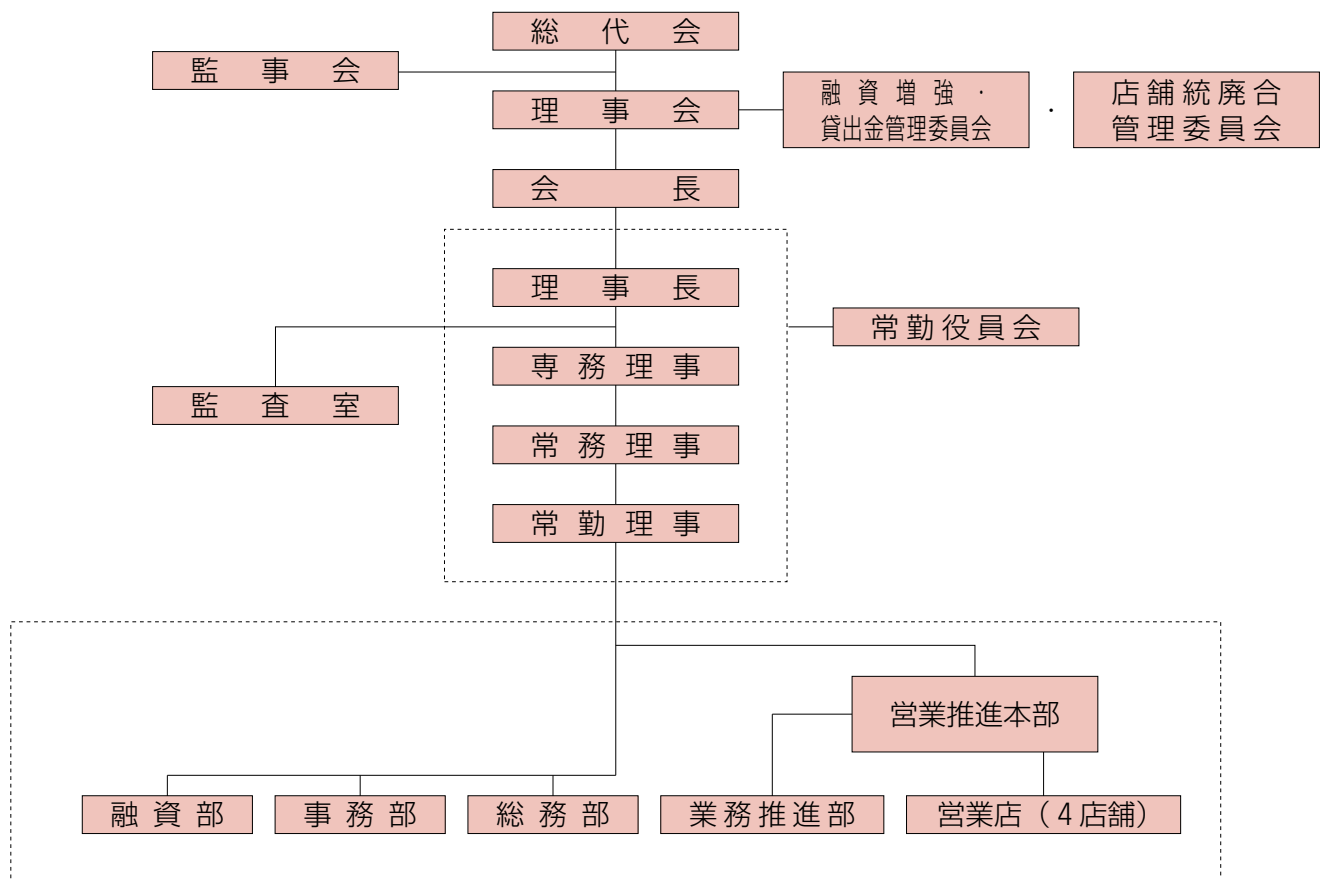 総代会
監事会
理事会
融資増強・
貸出金管理委員会
・
店舗統廃合
管理委員会
会長
理事長
常勤役員会
専務理事
監査室
常務理事
常勤理事
営業推進本部
融資部
事務部
総務部
業務推進部
営業店（4店舗）